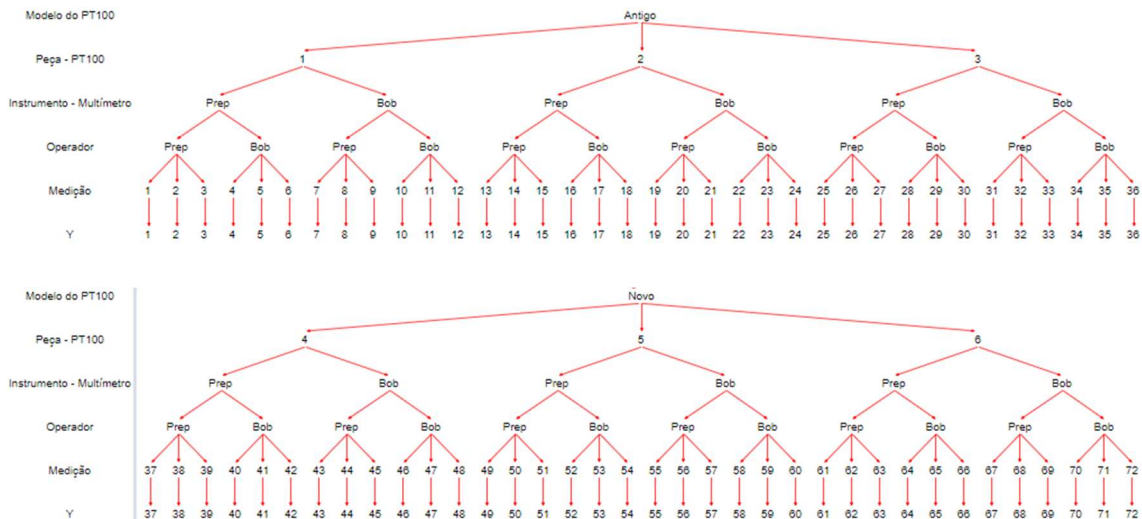 Modelo do PT100 Antigo
Peça - PT100 1 2 3
Instrumento - Multímetro Prep Bob Prep Bob Prep Bob
Operador Prep Bob Prep Bob Prep Bob Prep Bob Prep Bob Prep Bob
Medição 1 2 3 4 5 6 7 8 9 10 11 12 13 14 15 16 17 18 19 20 21 22 23 24 25 26 27 28 29 30 31 32 33 34 35 36
Y 1 2 3 4 5 6 7 8 9 10 11 12 13 14 15 16 17 18 19 20 21 22 23 24 25 26 27 28 29 30 31 32 33 34 35 36
Modelo do PT100 Novo
Peça - PT100 4 5 6
Instrumento - Multímetro Prep Bob Prep Bob Prep Bob
Operador Prep Bob Prep Bob Prep Bob Prep Bob Prep Bob Prep Bob
Medição 37 38 39 40 41 42 43 44 45 46 47 48 49 50 51 52 53 54 55 56 57 58 59 60 61 62 63 64 65 66 67 68 69 70 71 72
Y 37 38 39 40 41 42 43 44 45 46 47 48 49 50 51 52 53 54 55 56 57 58 59 60 61 62 63 64 65 66 67 68 69 70 71 72